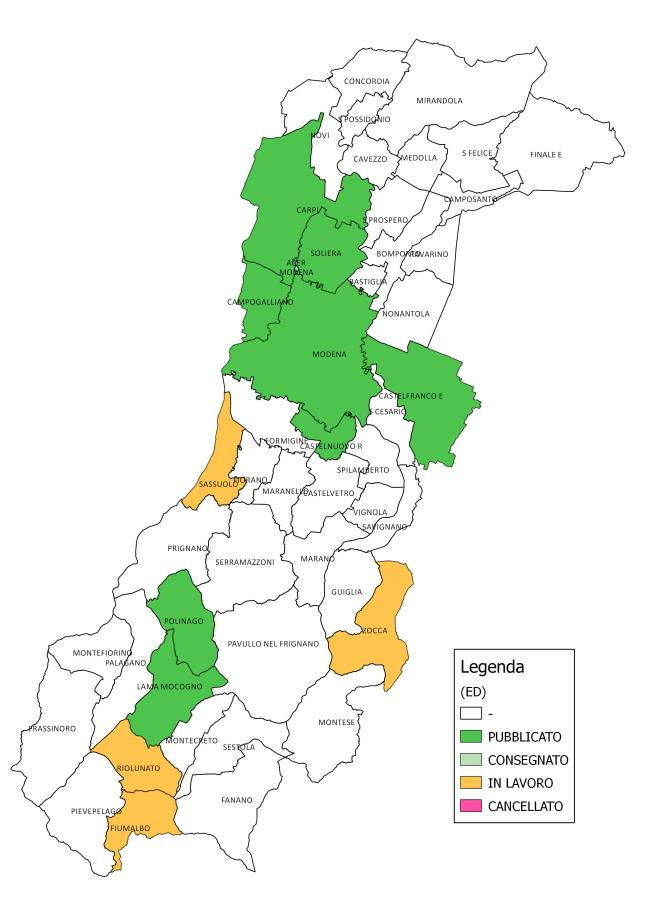 CONCORDIA
MIRANDOLA
S POSSIDONIO
NOVI
CAVEZZO
MEDOLLA
S FELICE
FINALE E
CAMPOSANTO
CARPI
S PROSPERO
SOLIERA
BOMPORTO
RAVARINO
AGER
MODENA
BASTIGLIA
CAMPOGALLIANO
NONANTOLA
MODENA
CASTELFRANCO E
S CESARIO
FORMIGINE
CASTELNUOVO R
SPILAMBERTO
SASSUOLO
FIORANO
MARANELLO
CASTELVETRO
VIGNOLA
SAVIGNANO
PRIGNANO
SERRAMAZZONI
MARANO
GUIGLIA
POLINAGO
ZOCCA
PAVULLO NEL FRIGNANO
MONTEFIORINO
PALAGANO
LAMA MOCOGNO
MONTESE
FRASSINORO
MONTECRETO
SESTOLA
RIOLUNATO
FANANO
PIEVEPELAGO
FIUMALBO
Legenda
(ED)
-
PUBBLICATO
CONSEGNATO
IN LAVORO
CANCELLATO